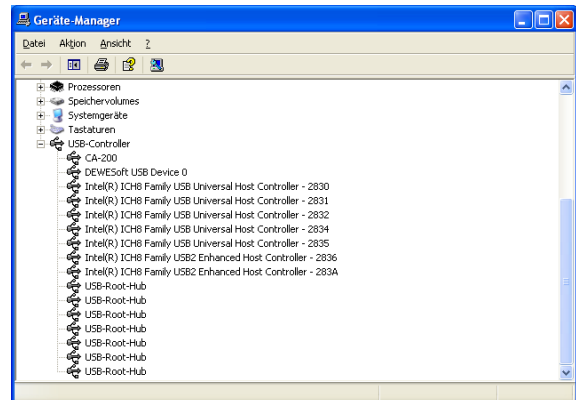 Geräte-Manager
Datei Aktion Ansicht ?
Prozessoren
Speichervolumes
Systemgeräte
Tastaturen
USB-Controller
CA-200
DEWESoft USB Device 0
Intel(R) ICH8 Family USB Universal Host Controller - 2830
Intel(R) ICH8 Family USB Universal Host Controller - 2831
Intel(R) ICH8 Family USB Universal Host Controller - 2832
Intel(R) ICH8 Family USB Universal Host Controller - 2834
Intel(R) ICH8 Family USB Universal Host Controller - 2835
Intel(R) ICH8 Family USB2 Enhanced Host Controller - 2836
Intel(R) ICH8 Family USB2 Enhanced Host Controller - 283A
USB-Root-Hub
USB-Root-Hub
USB-Root-Hub
USB-Root-Hub
USB-Root-Hub
USB-Root-Hub
USB-Root-Hub